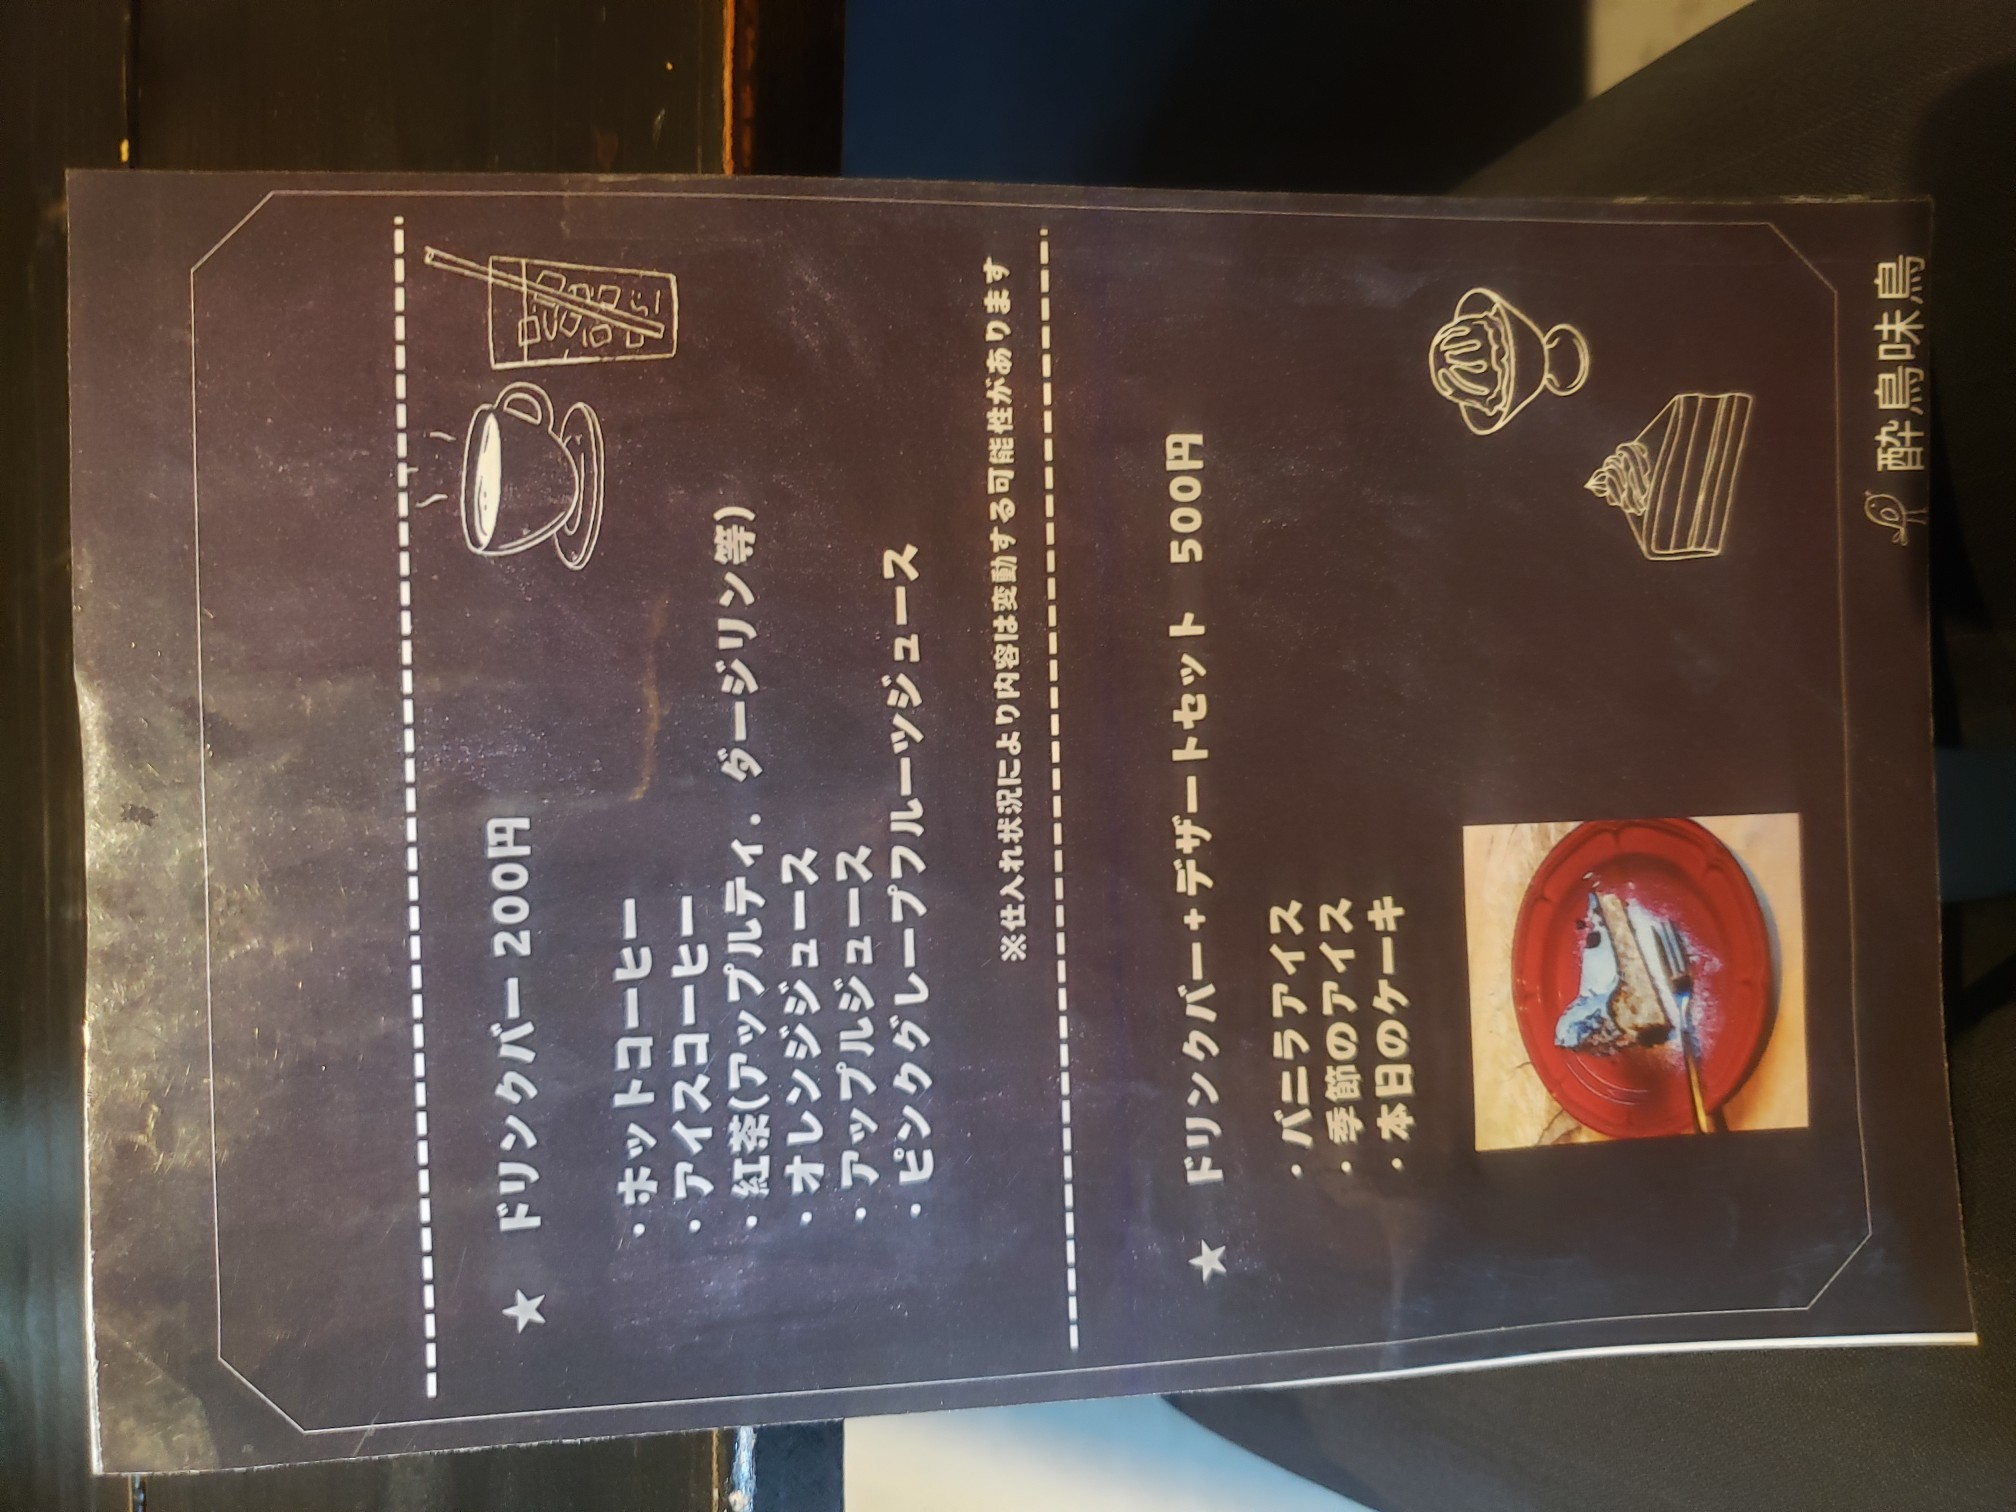 ★ ドリンクバー 200円
・ホットコーヒー
・アイスコーヒー
・紅茶(アップルティ．ダージリン等)
・オレンジジュース
・アップルジュース
・ピンクグレープフルーツジュース
※仕入れ状況により内容は変動する可能性があります
★ ドリンクバー+デザートセット 500円
・バニラアイス
・季節のアイス
・本日のケーキ
酔鳥味鳥